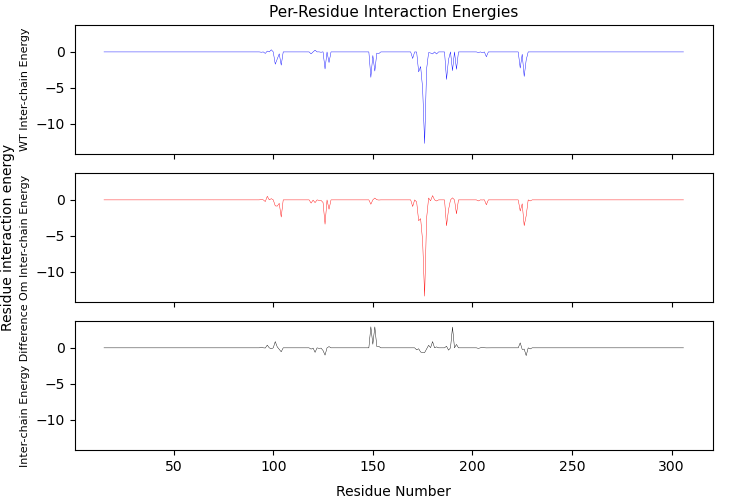 Per-Residue Interaction Energies
Residue interaction energy
WT Inter-chain Energy
0
−5
−10
Om Inter-chain Energy
0
−5
−10
Inter-chain Energy Difference
0
−5
−10
50
100
150
200
250
300
Residue Number